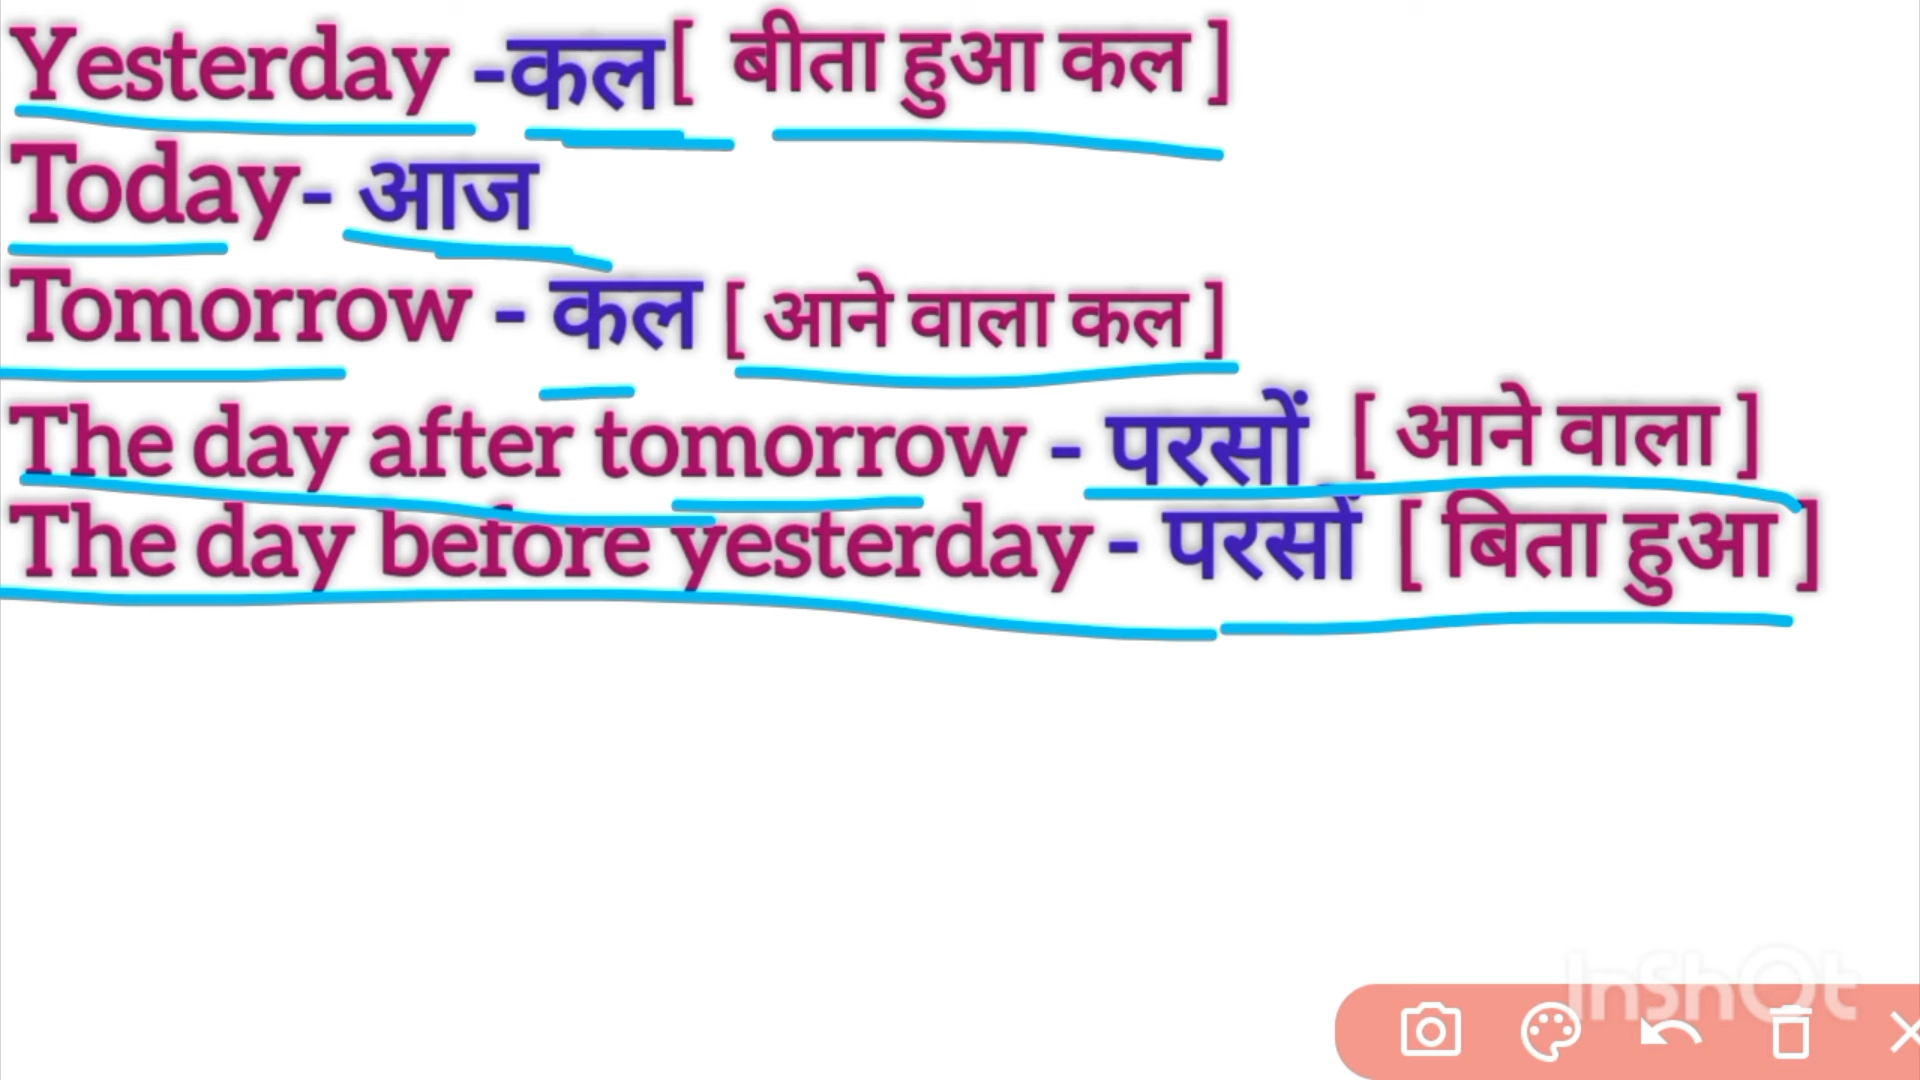 Yesterday -कल[ बीता हुआ कल ]
Today- आज
Tomorrow - कल [ आने वाला कल ]
The day after tomorrow - परसों [ आने वाला ]
The day before yesterday - परसों [ बिता हुआ ]
InShOt